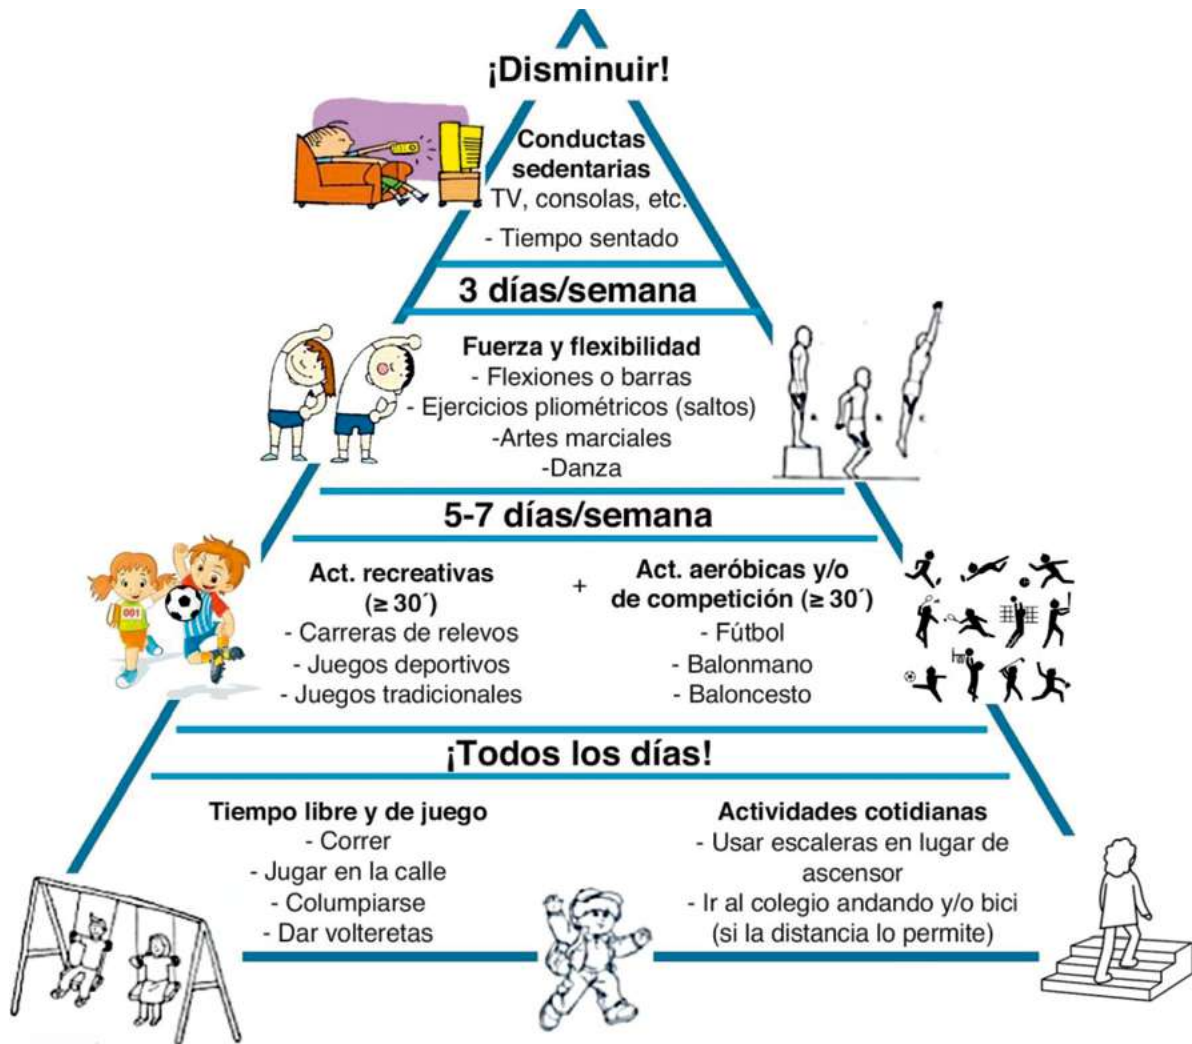 ¡Disminuir!
Conductas
sedentarias
TV, consolas, etc.
- Tiempo sentado
3 días/semana
Fuerza y flexibilidad
- Flexiones o barras
- Ejercicios pliométricos (saltos)
-Artes marciales
-Danza
5-7 días/semana
Act. recreativas
(≥ 30´)
- Carreras de relevos
- Juegos deportivos
- Juegos tradicionales
+
Act. aeróbicas y/o
de competición (≥ 30´)
- Fútbol
- Balonmano
- Baloncesto
001
¡Todos los días!
Tiempo libre y de juego
- Correr
- Jugar en la calle
- Columpiarse
- Dar volteretas
Actividades cotidianas
- Usar escaleras en lugar de
ascensor
- Ir al colegio andando y/o bici
(si la distancia lo permite)